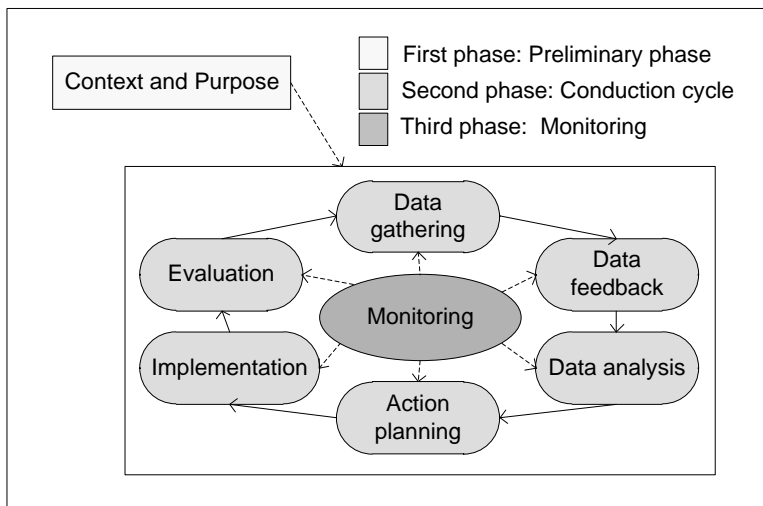 First phase: Preliminary phase
Context and Purpose
Second phase: Conduction cycle
Third phase: Monitoring
Data
gathering
Evaluation
Data
feedback
Monitoring
Implementation
Data analysis
Action
planning